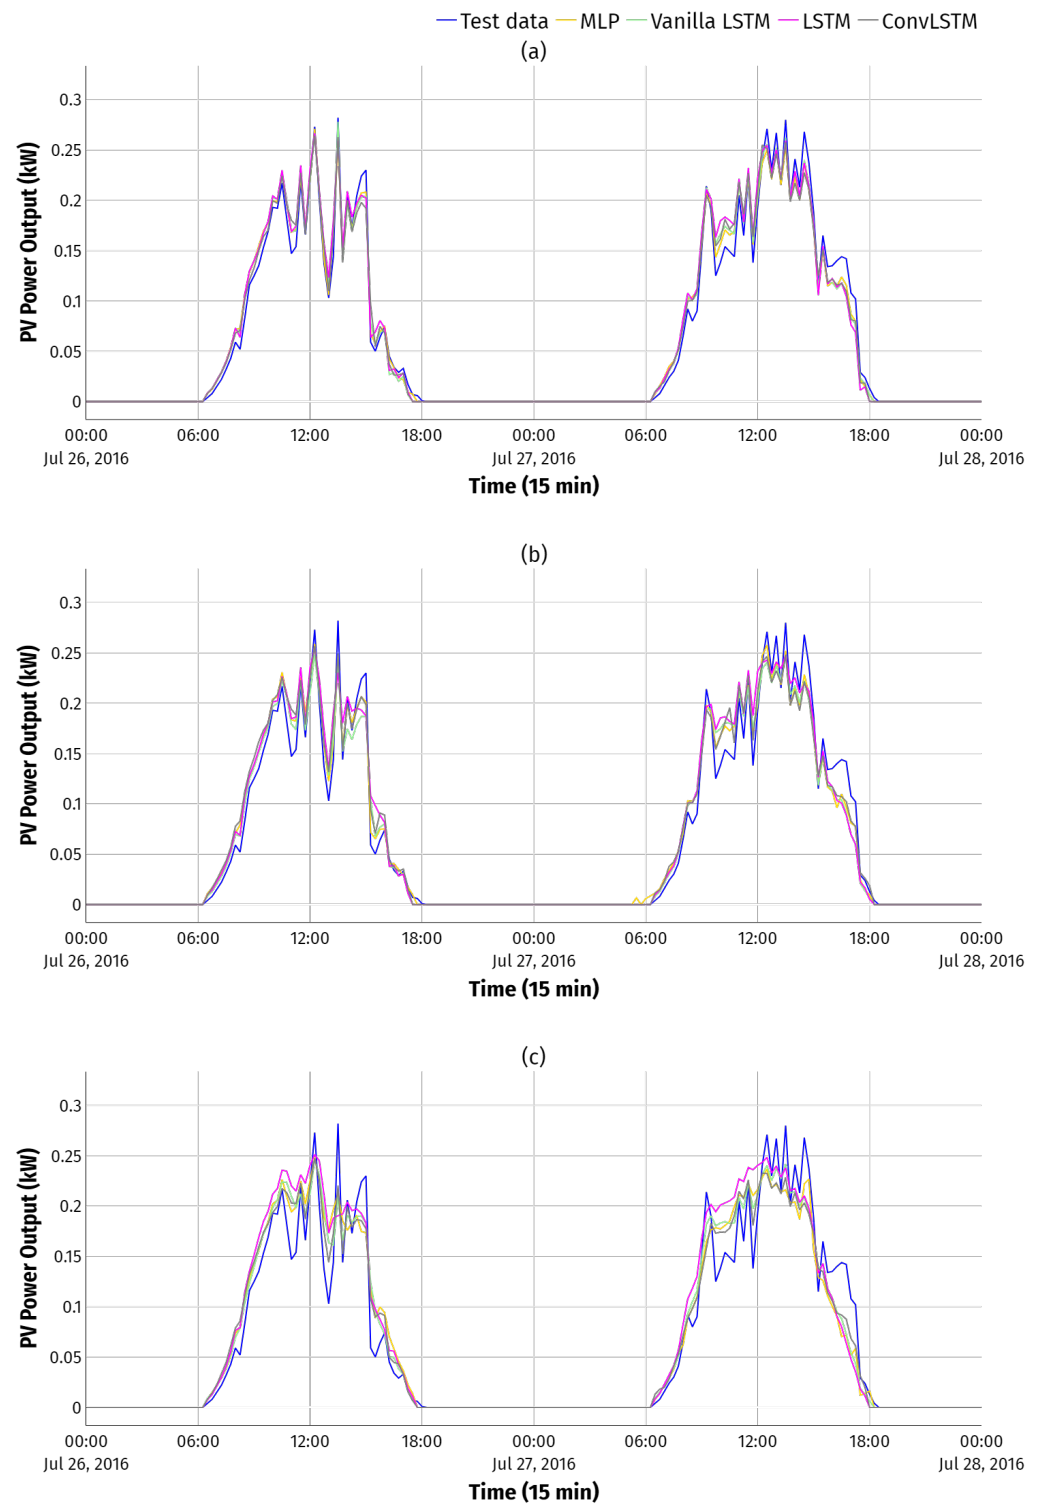 Test data MLP Vanilla LSTM LSTM ConvLSTM
(a)
PV Power Output (kW)
0.3
0.25
0.2
0.15
0.1
0.05
0
00:00 06:00 12:00 18:00 00:00 06:00 12:00 18:00 00:00
Jul 26, 2016 Jul 27, 2016 Jul 28, 2016
Time (15 min)
(b)
PV Power Output (kW)
0.3
0.25
0.2
0.15
0.1
0.05
0
00:00 06:00 12:00 18:00 00:00 06:00 12:00 18:00 00:00
Jul 26, 2016 Jul 27, 2016 Jul 28, 2016
Time (15 min)
(c)
PV Power Output (kW)
0.3
0.25
0.2
0.15
0.1
0.05
0
00:00 06:00 12:00 18:00 00:00 06:00 12:00 18:00 00:00
Jul 26, 2016 Jul 27, 2016 Jul 28, 2016
Time (15 min)